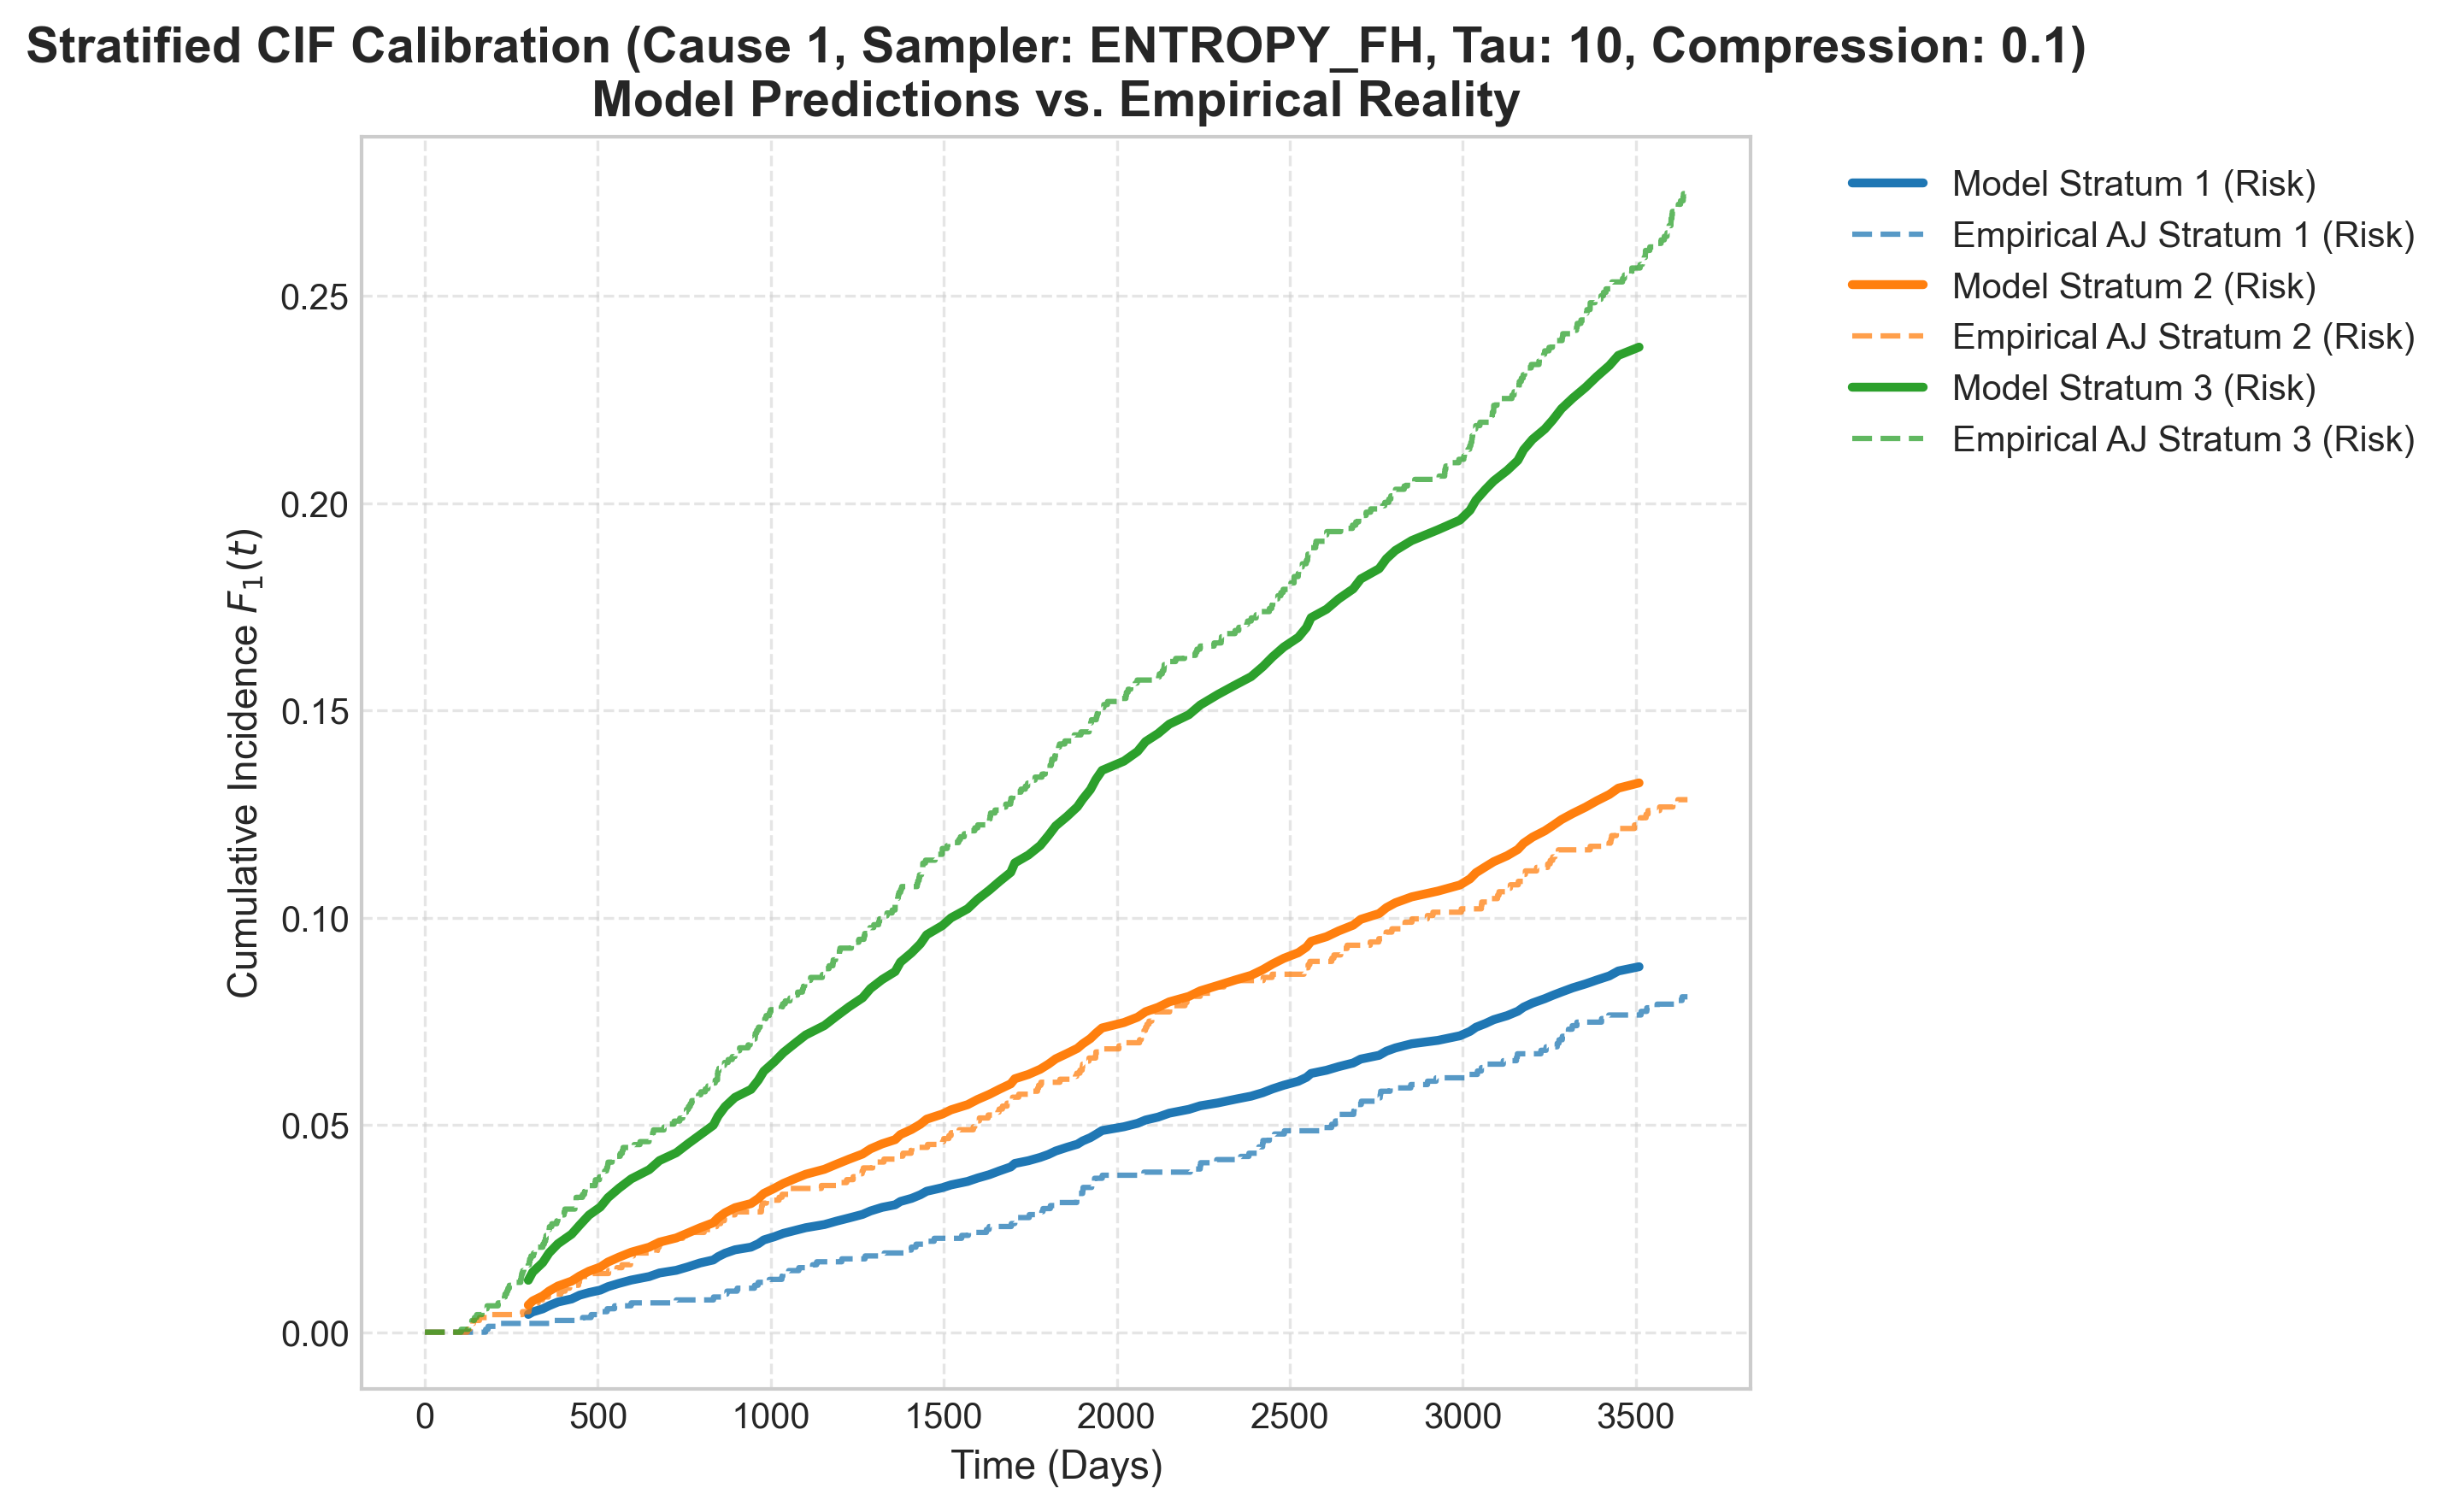 Stratified CIF Calibration (Cause 1, Sampler: ENTROPY_FH, Tau: 10, Compression: 0.1)
Model Predictions vs. Empirical Reality
Model Stratum 1 (Risk)
Empirical AJ Stratum 1 (Risk)
Model Stratum 2 (Risk)
Empirical AJ Stratum 2 (Risk)
Model Stratum 3 (Risk)
Empirical AJ Stratum 3 (Risk)
Cumulative Incidence F₁(t)
0.25
0.20
0.15
0.10
0.05
0.00
0 500 1000 1500 2000 2500 3000 3500
Time (Days)